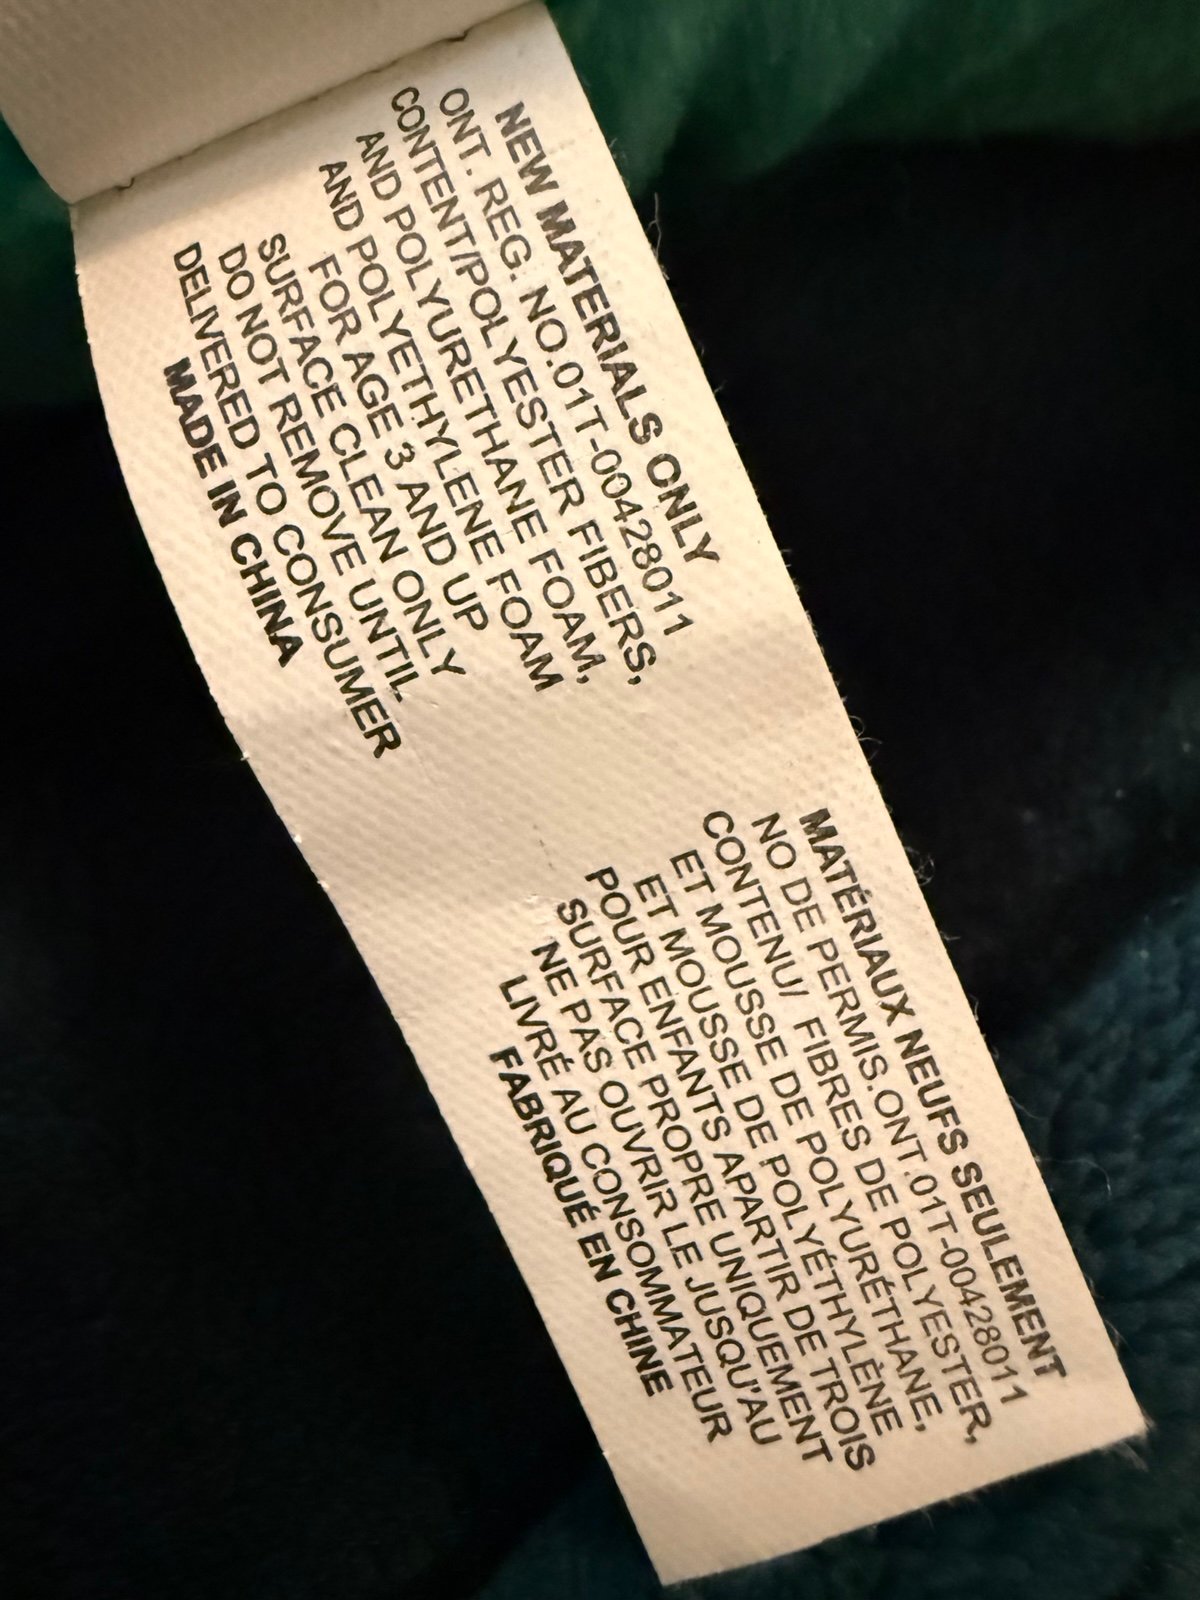 NEW MATERIALS ONLY
ONT. REG. NO.01T-00428011
CONTENT/POLYESTER FIBERS,
AND POLYURETHANE FOAM,
AND POLYETHYLENE FOAM
FOR AGE 3 AND UP
SURFACE CLEAN ONLY
DO NOT REMOVE UNTIL
DELIVERED TO CONSUMER
MADE IN CHINA
MATÉRIAUX NEUFS SEULEMENT
NO DE PERMIS.ONT.01T-00428011
CONTENU/ FIBRES DE POLYESTER,
ET MOUSSE DE POLYURÉTHANE,
ET MOUSSE DE POLYÉTHYLÈNE
POUR ENFANTS APARTIR DE TROIS
SURFACE PROPRE UNIQUEMENT
NE PAS OUVRIR LE JUSQU'AU
LIVRÉ AU CONSOMMATEUR
FABRIQUÉ EN CHINE